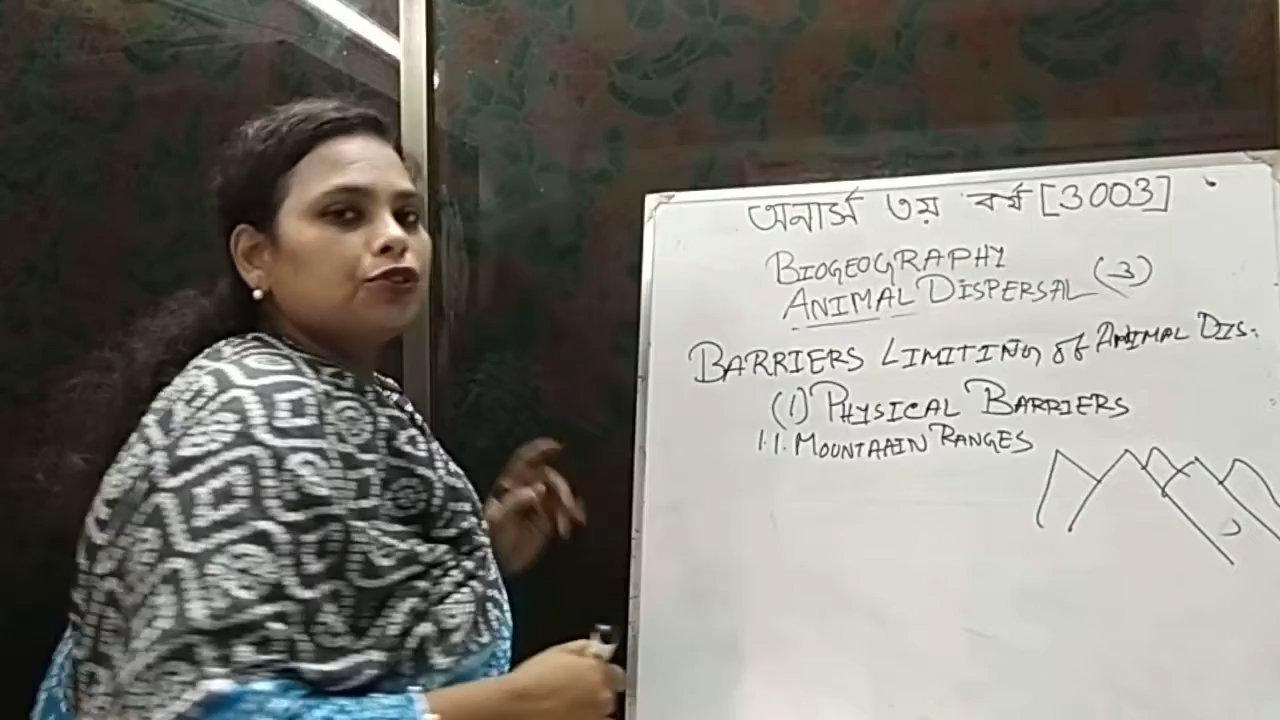 অনার্স ৩য় বর্ষ [3003]
BIOGEOGRAPHY
ANIMAL DISPERSAL (3)
BARRIERS LIMITING of ANIMAL DIS.
(1) PHYSICAL BARRIERS
1.1. MOUNTAAIN RANGES